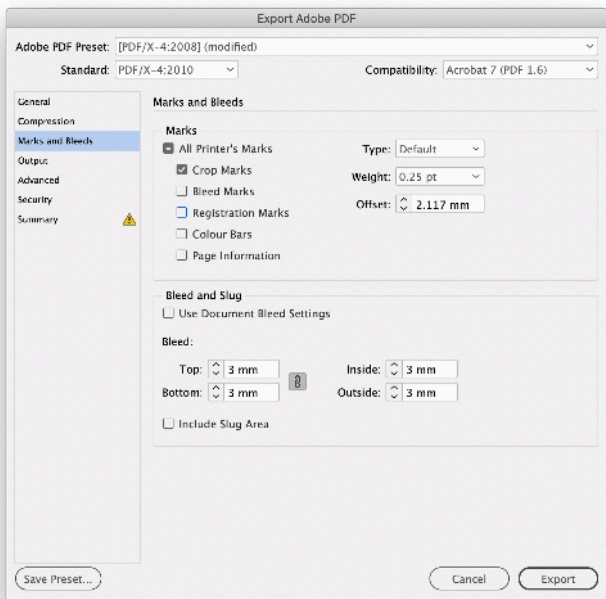 Export Adobe PDF
Adobe PDF Preset: [PDF/X-4:2008] (modified)
Standard: PDF/X-4:2010 Compatibility: Acrobat 7 (PDF 1.6)
General
Compression
Marks and Bleeds
Output
Advanced
Security
Summary
Marks and Bleeds
Marks
All Printer's Marks
Crop Marks
Bleed Marks
Registration Marks
Colour Bars
Page Information
Type: Default
Weight: 0.25 pt
Offset: 2.117 mm
Bleed and Slug
Use Document Bleed Settings
Bleed:
Top: 3 mm Inside: 3 mm
Bottom: 3 mm Outside: 3 mm
Include Slug Area
Save Preset... Cancel Export